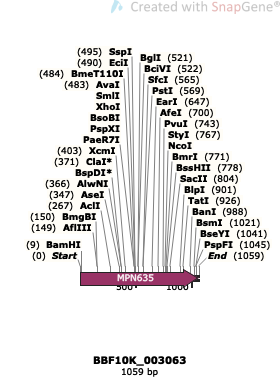 Created with SnapGene®
(495) SspI
(490) EciI
(484) BmeT110I
(483) AvaI
SmlI
XhoI
BsoBI
PspXI
PaeR7I
(403) XcmI
(371) ClaI*
BspDI*
(366) AlwNI
(347) AseI
(267) AclI
(150) BmgBI
(149) AflIII
(9) BamHI
(0) Start
BglI (521)
BciVI (522)
SfcI (565)
PstI (569)
EarI (647)
AfeI (700)
PvuI (743)
StyI (767)
NcoI
BmrI (771)
BssHII (778)
SacII (804)
BlpI (901)
TatI (926)
BanI (988)
BsmI (1021)
BseYI (1041)
PspFI (1045)
End (1059)
MPN635
500
1000
BBF10K_003063
1059 bp